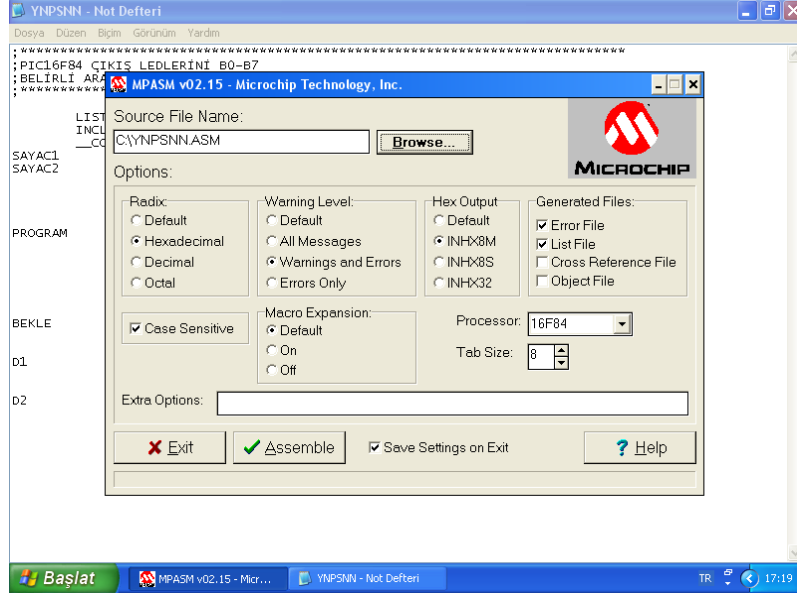 YNPSNN - Not Defteri
Dosya Düzen Biçim Görünüm Yardım
;*******************************************************************************
;PIC16F84 ÇIKIŞ LEDLERİNİ B0-B7
;BELİRLİ ARA
;***********
LIST
INCL
__CO
SAYAC1
SAYAC2
PROGRAM
BEKLE
D1
D2
MPASM v02.15 - Microchip Technology, Inc.
Source File Name:
C:\YNPSNN.ASM
Browse...
MICROCHIP
Options:
Radix:
Default
Hexadecimal
Decimal
Octal
Warning Level:
Default
All Messages
Warnings and Errors
Errors Only
Hex Output
Default
INHX8M
INHX8S
INHX32
Generated Files:
Error File
List File
Cross Reference File
Object File
Case Sensitive
Macro Expansion:
Default
On
Off
Processor: 16F84
Tab Size: 8
Extra Options:
Exit
Assemble
Save Settings on Exit
? Help
Başlat
MPASM v02.15 - Micr...
YNPSNN - Not Defteri
TR
17:19